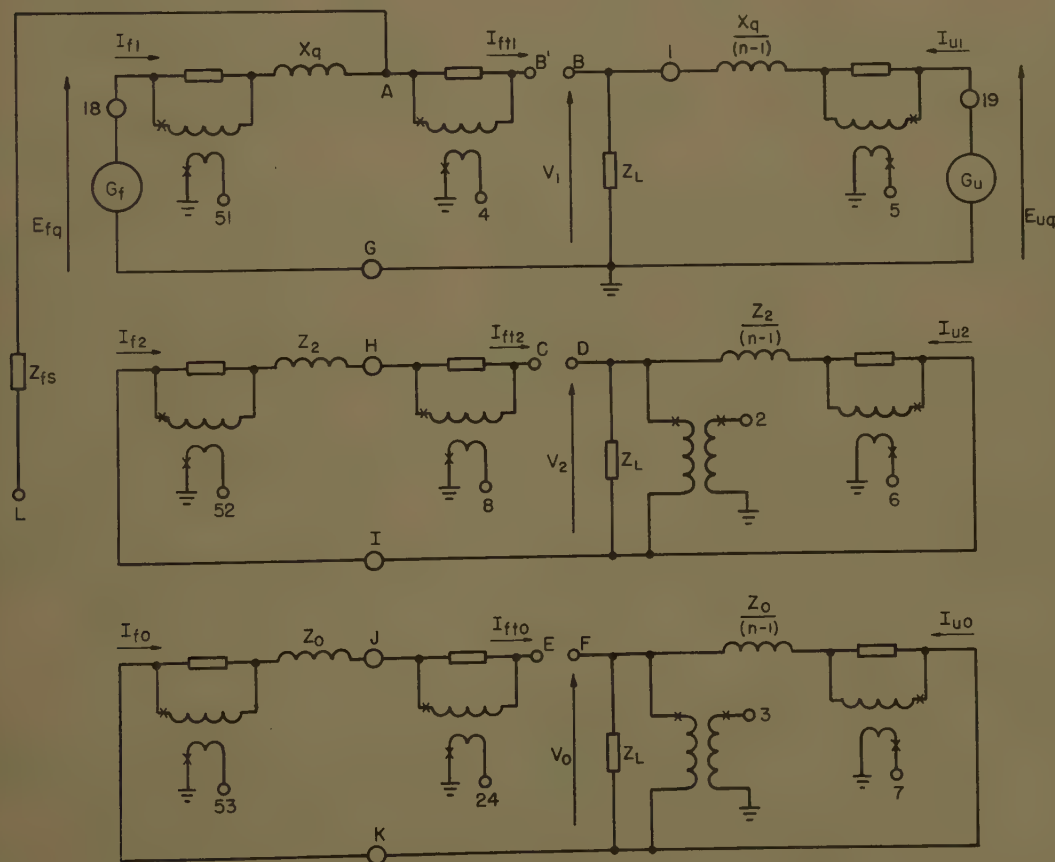 I_f1
X_q
I_ft1
B'
B
1
X_q
(n-1)
I_u1
18
A
19
G_f
51
4
V_1
Z_L
5
G_u
E_fq
E_uq
G
I_f2
Z_2
H
I_ft2
C
D
Z_2
(n-1)
I_u2
Z_fs
2
V_2
Z_L
52
8
6
L
I
I_f0
Z_0
J
I_ft0
E
F
Z_0
(n-1)
I_u0
3
V_0
Z_L
53
24
7
K